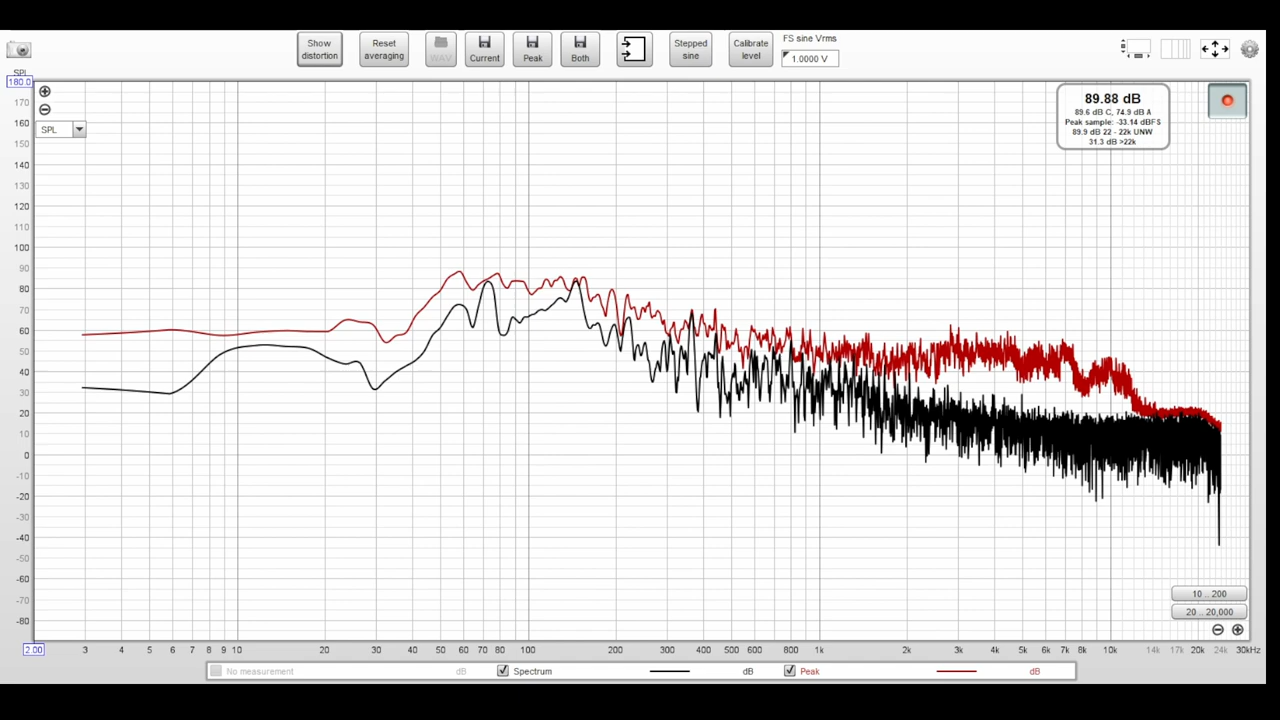 Show distortion
Reset averaging
WAV
Current
Peak
Both
Stepped sine
Calibrate level
FS sine Vrms
1.0000 V
SPL
180.0
170
160
150
140
130
120
110
100
90
80
70
60
50
40
30
20
10
0
-10
-20
-30
-40
-50
-60
-70
-80
SPL
89.88 dB
89.6 dB C, 74.9 dB A
Peak sample: -33.14 dBFS
89.9 dB 22 - 22k UNW
31.3 dB >22k
10 .. 200
20 .. 20,000
2.00 3 4 5 6 7 8 9 10 20 30 40 50 60 70 80 100 200 300 400 500 600 800 1k 2k 3k 4k 5k 6k 7k 8k 10k 14k 17k 20k 24k 30kHz
No measurement dB Spectrum dB Peak dB